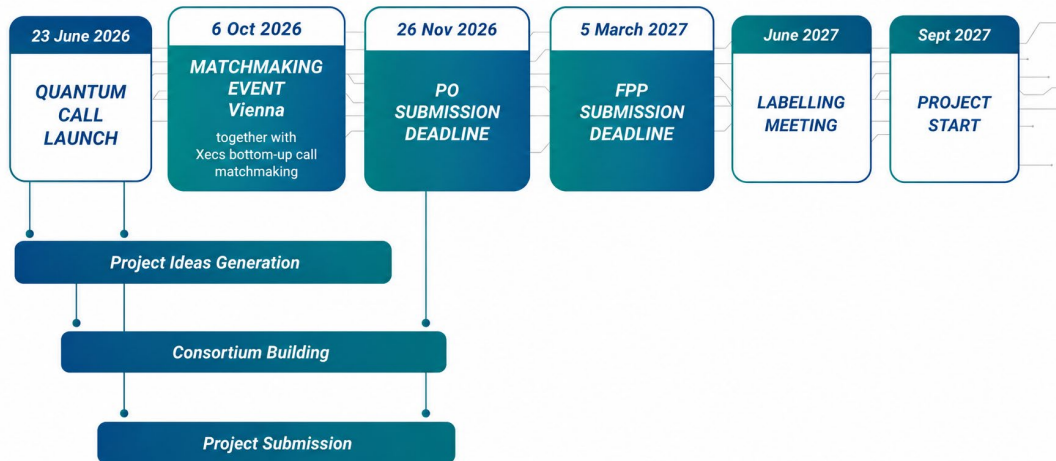 23 June 2026
QUANTUM
CALL
LAUNCH
6 Oct 2026
MATCHMAKING
EVENT
Vienna
together with
Xecs bottom-up call
matchmaking
26 Nov 2026
PO
SUBMISSION
DEADLINE
5 March 2027
FPP
SUBMISSION
DEADLINE
June 2027
LABELLING
MEETING
Sept 2027
PROJECT
START
Project Ideas Generation
Consortium Building
Project Submission